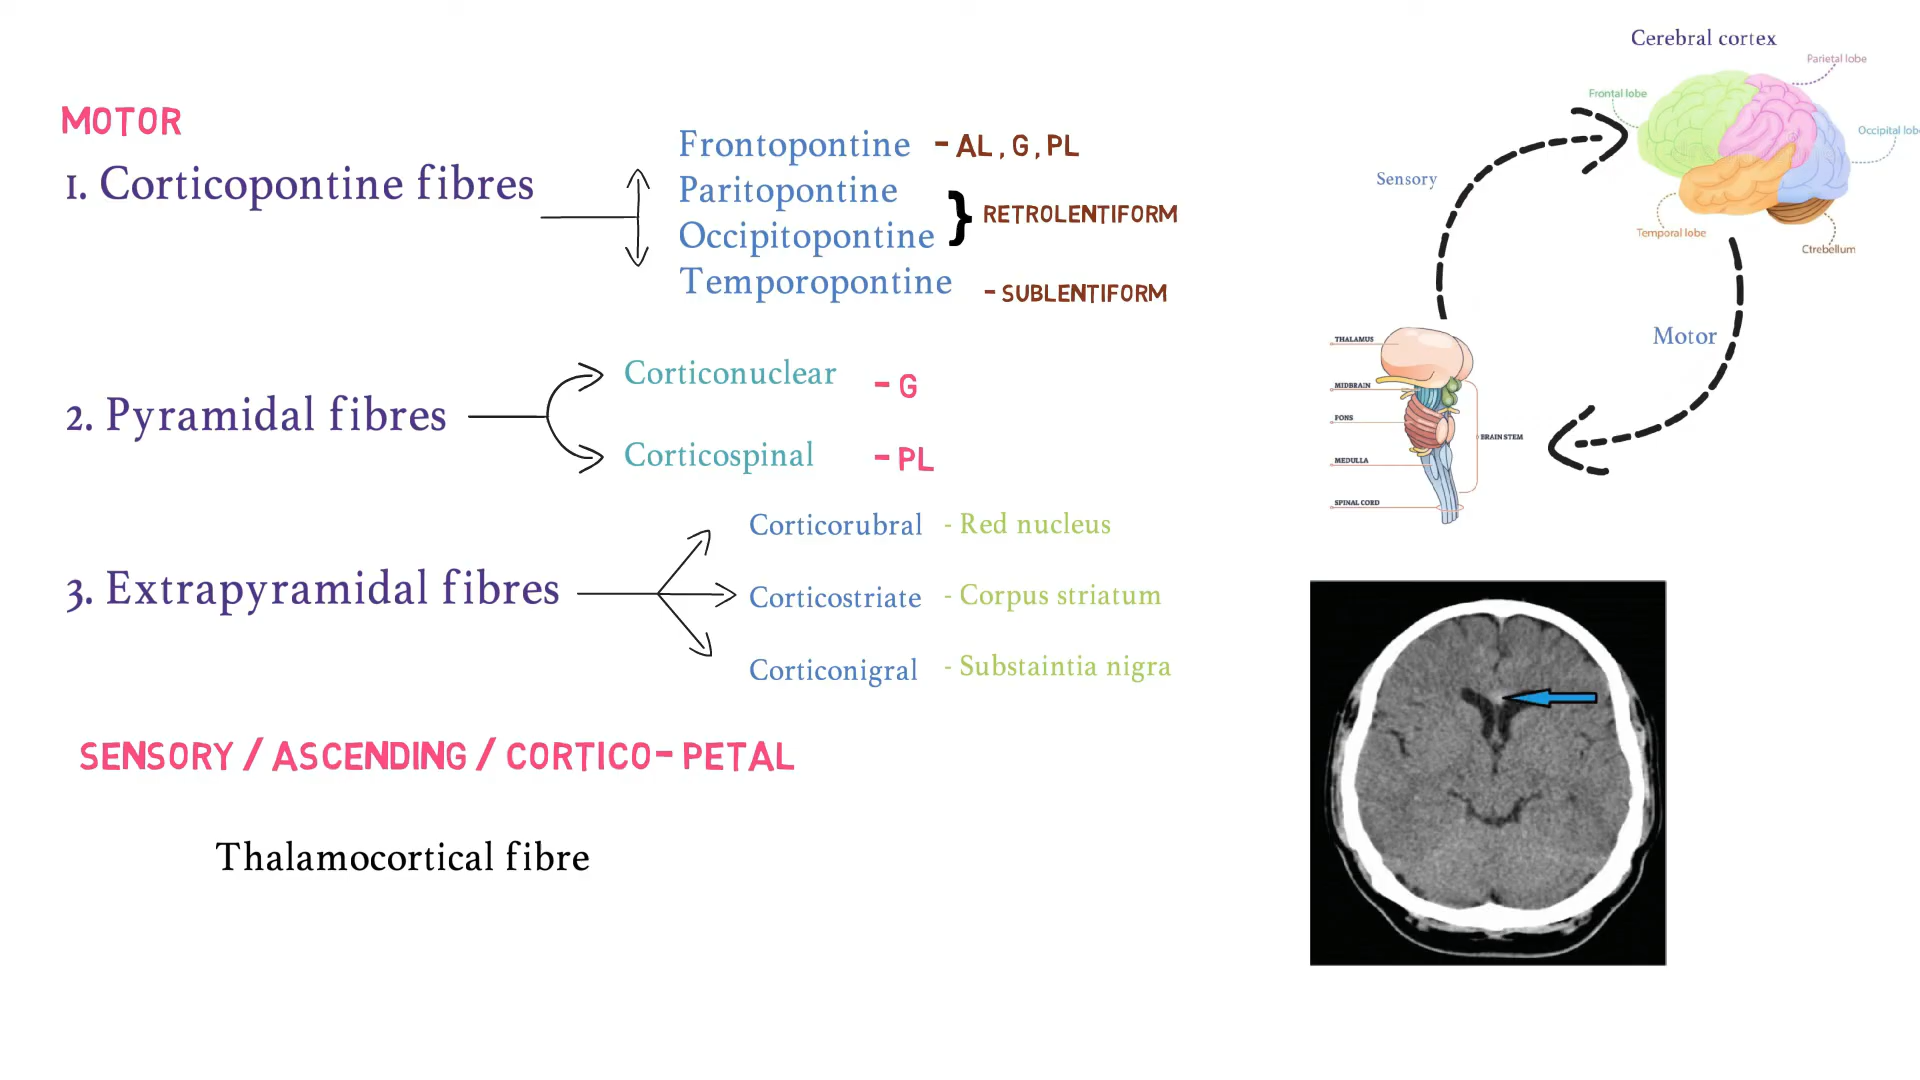 MOTOR
1. Corticopontine fibres
Frontopontine - AL, G, PL
Paritopontine
Occipitopontine
} RETROLENTIFORM
Temporopontine - SUBLENTIFORM
2. Pyramidal fibres
Corticonuclear - G
Corticospinal - PL
3. Extrapyramidal fibres
Corticorubral - Red nucleus
Corticostriate - Corpus striatum
Corticonigral - Substaintia nigra
SENSORY / ASCENDING / CORTICO-PETAL
Thalamocortical fibre
Cerebral cortex
Parietal lobe
Frontal lobe
Occipital lobe
Temporal lobe
Ctrebellum
Sensory
Motor
THALAMUS
MIDBRAIN
PONS
BRAIN STEM
MEDULLA
SPINAL CORD